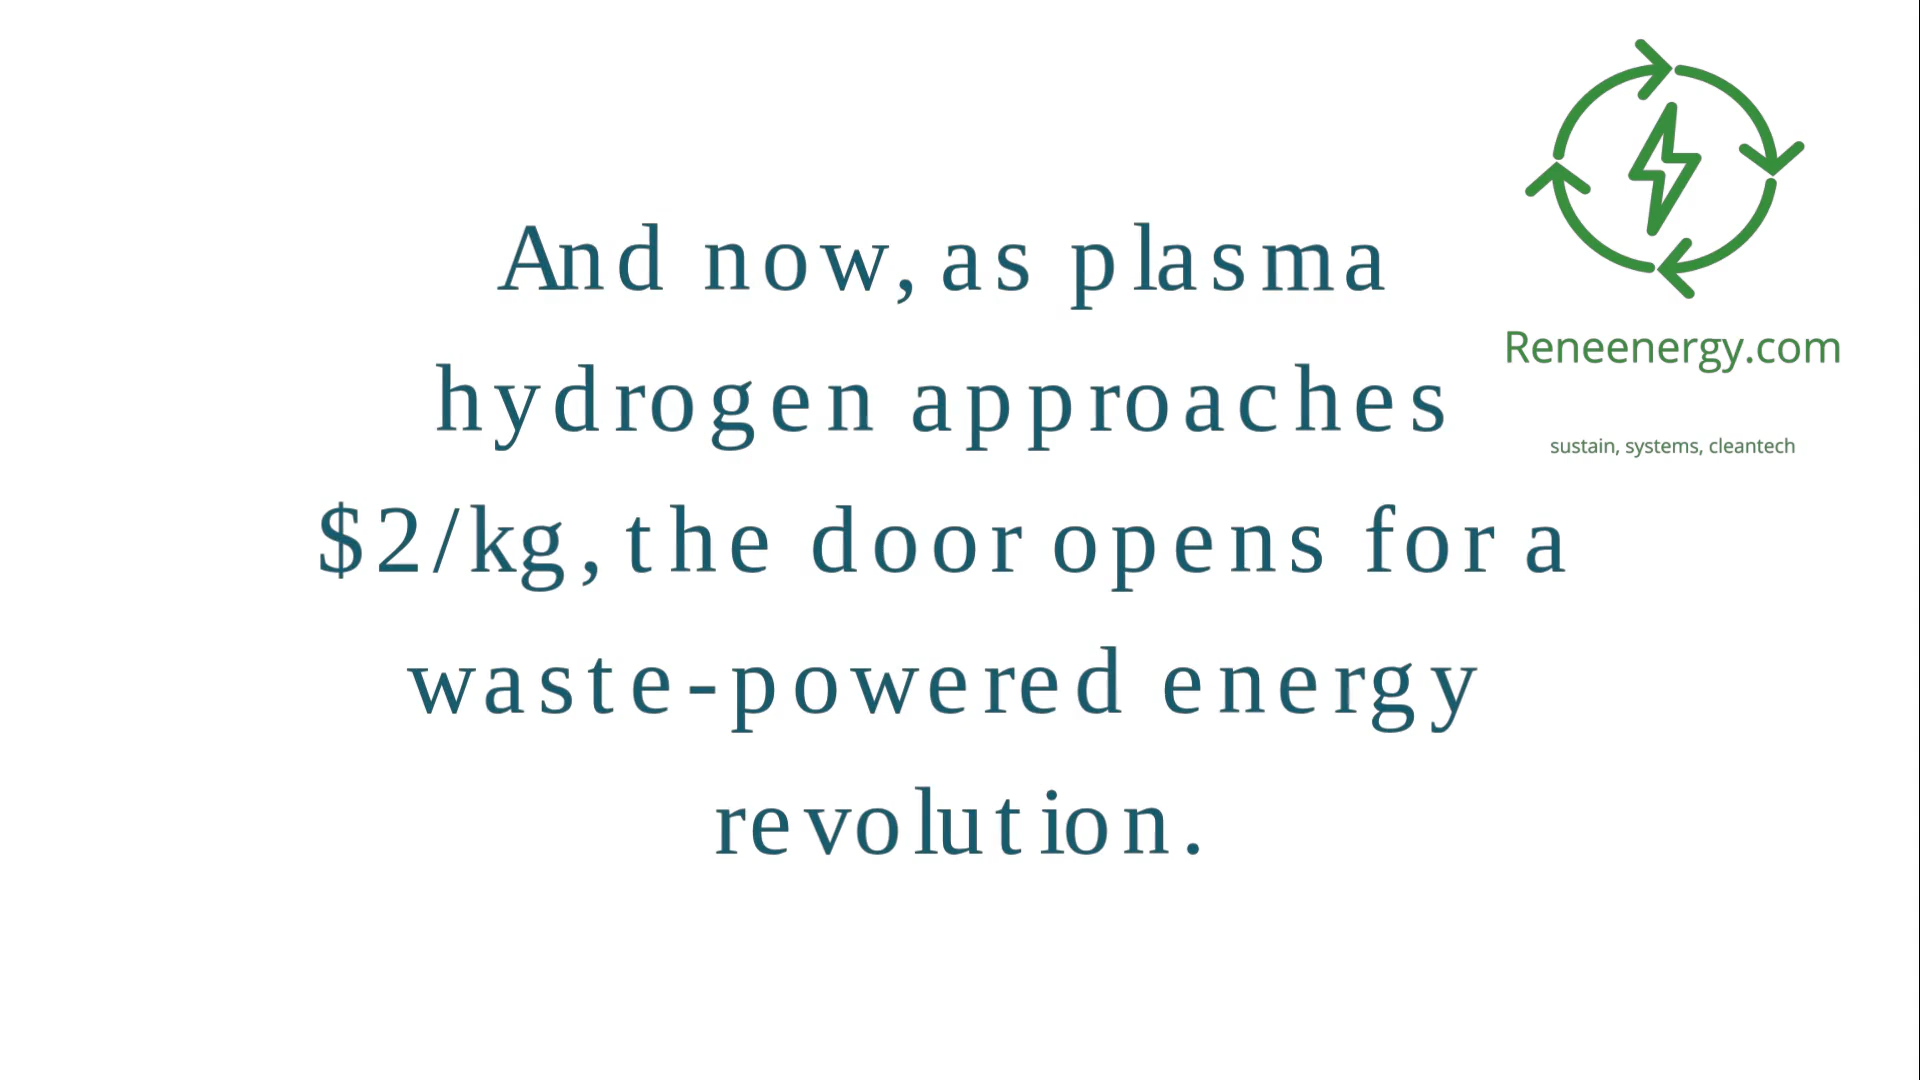 And now, as plasma
hydrogen approaches
$2/kg, the door opens for a
waste-powered energy
revolution.
Reneenergy.com
sustain, systems, cleantech